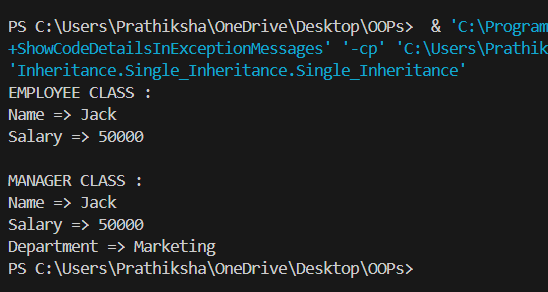 PS C:\Users\Prathiksha\OneDrive\Desktop\OOPs>  & 'C:\Program
+ShowCodeDetailsInExceptionMessages' '-cp' 'C:\Users\Prathik
'Inheritance.Single_Inheritance.Single_Inheritance'
EMPLOYEE CLASS :
Name => Jack
Salary => 50000
MANAGER CLASS :
Name => Jack
Salary => 50000
Department => Marketing
PS C:\Users\Prathiksha\OneDrive\Desktop\OOPs>